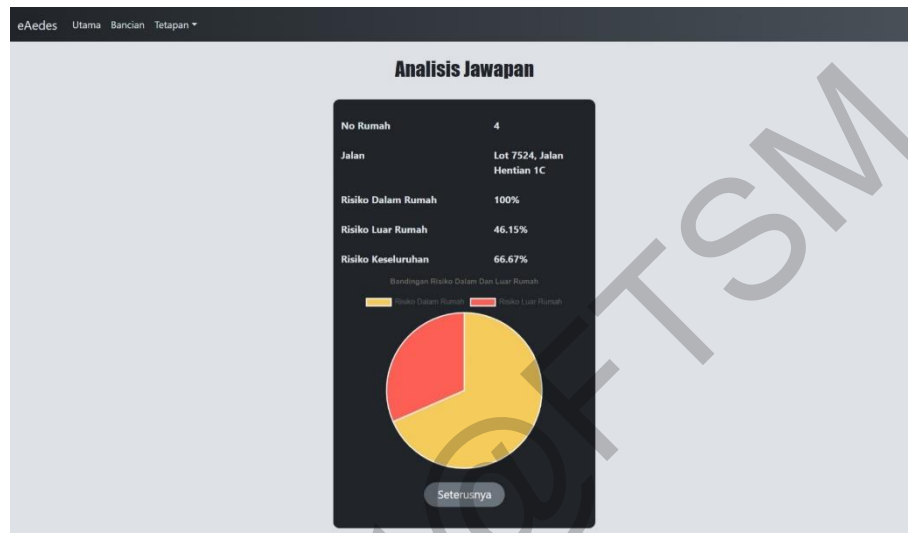 eAedes Utama Bancian Tetapan
Analisis Jawapan
No Rumah 4
Jalan Lot 7524, Jalan
Hentian 1C
Risiko Dalam Rumah 100%
Risiko Luar Rumah 46.15%
Risiko Keseluruhan 66.67%
Bandingan Risiko Dalam Dan Luar Rumah
Risiko Dalam Rumah Risiko Luar Rumah
Seterusnya
@FTSM